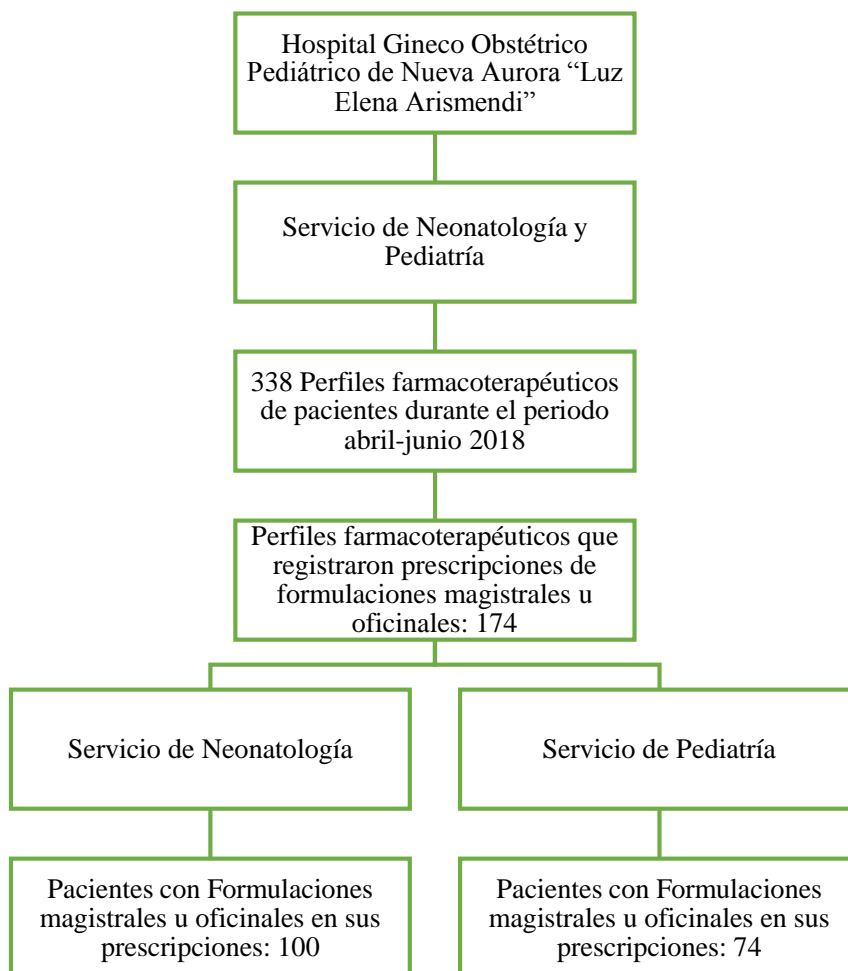 Hospital Gineco Obstétrico
Pediátrico de Nueva Aurora “Luz
Elena Arismendi”
Servicio de Neonatología y
Pediatría
338 Perfiles farmacoterapéuticos
de pacientes durante el periodo
abril-junio 2018
Perfiles farmacoterapéuticos que
registraron prescripciones de
formulaciones magistrales u
oficinales: 174
Servicio de Neonatología
Servicio de Pediatría
Pacientes con Formulaciones
magistrales u oficinales en sus
prescripciones: 100
Pacientes con Formulaciones
magistrales u oficinales en sus
prescripciones: 74